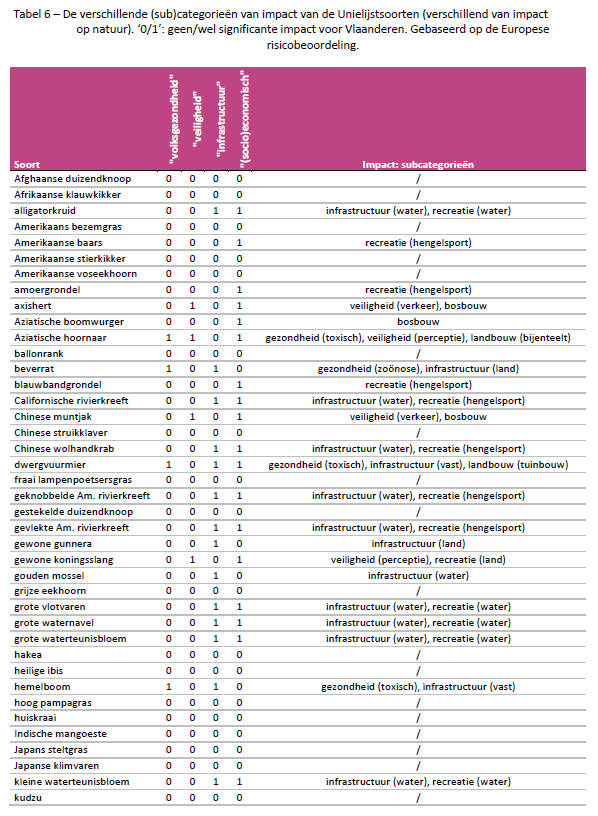 Tabel 6 – De verschillende (sub)categorieën van impact van de Unielijstsoorten (verschillend van impact
op natuur). ‘0/1’: geen/wel significante impact voor Vlaanderen. Gebaseerd op de Europese
risicobeoordeling.
Soort "volksgezondheid" "veiligheid" "infrastructuur" "(socio)economisch" Impact: subcategorieën
Afghaanse duizendknoop 0 0 0 0 /
Afrikaanse klauwkikker 0 0 0 0 /
alligatorkruid 0 0 1 1 infrastructuur (water), recreatie (water)
Amerikaans bezemgras 0 0 0 0 /
Amerikaanse baars 0 0 0 1 recreatie (hengelsport)
Amerikaanse stierkikker 0 0 0 0 /
Amerikaanse voseekhoorn 0 0 0 0 /
amoergrondel 0 0 0 1 recreatie (hengelsport)
axishert 0 1 0 1 veiligheid (verkeer), bosbouw
Aziatische boomwurger 0 0 0 1 bosbouw
Aziatische hoornaar 1 1 0 1 gezondheid (toxisch), veiligheid (perceptie), landbouw (bijenteelt)
ballonrank 0 0 0 0 /
beverrat 1 0 1 0 gezondheid (zoönose), infrastructuur (land)
blauwbandgrondel 0 0 0 1 recreatie (hengelsport)
Californische rivierkreeft 0 0 1 1 infrastructuur (water), recreatie (hengelsport)
Chinese muntjak 0 1 0 1 veiligheid (verkeer), bosbouw
Chinese struikklaver 0 0 0 0 /
Chinese wolhandkrab 0 0 1 1 infrastructuur (water), recreatie (hengelsport)
dwergvuurmier 1 0 1 1 gezondheid (toxisch), infrastructuur (vast), landbouw (tuinbouw)
fraai lampenpoetsersgras 0 0 0 0 /
geknobbelde Am. rivierkreeft 0 0 1 1 infrastructuur (water), recreatie (hengelsport)
gestekelde duizendknoop 0 0 0 0 /
gevlekte Am. rivierkreeft 0 0 1 1 infrastructuur (water), recreatie (hengelsport)
gewone gunnera 0 0 1 0 infrastructuur (land)
gewone koningsslang 0 1 0 1 veiligheid (perceptie), recreatie (land)
gouden mossel 0 0 1 0 infrastructuur (water)
grijze eekhoorn 0 0 0 0 /
grote vlotvaren 0 0 1 1 infrastructuur (water), recreatie (water)
grote waternavel 0 0 1 1 infrastructuur (water), recreatie (water)
grote waterteunisbloem 0 0 1 1 infrastructuur (water), recreatie (water)
hakea 0 0 0 0 /
heilige ibis 0 0 0 0 /
hemelboom 1 0 1 0 gezondheid (toxisch), infrastructuur (vast)
hoog pampagras 0 0 0 0 /
huiskraai 0 0 0 0 /
Indische mangoeste 0 0 0 0 /
Japans steltgras 0 0 0 0 /
Japanse klimvaren 0 0 0 0 /
kleine waterteunisbloem 0 0 1 1 infrastructuur (water), recreatie (water)
kudzu 0 0 0 0 /